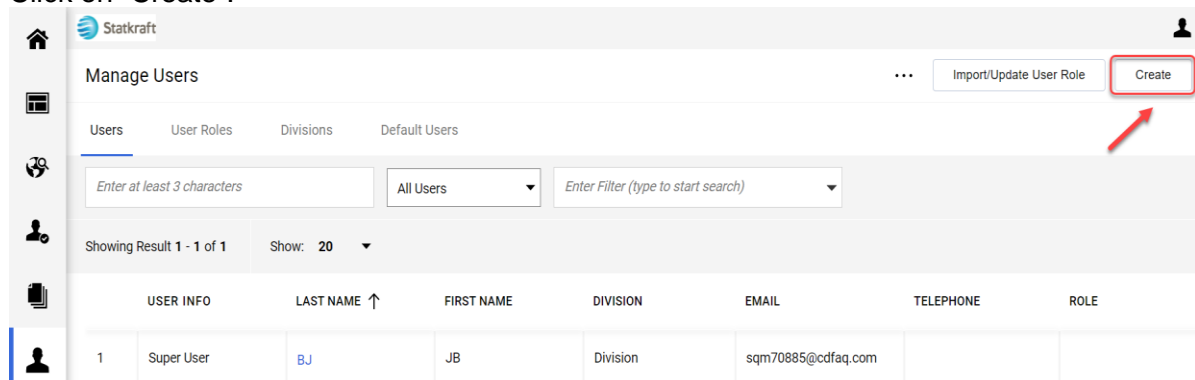 Click on "Create".
Statkraft
Manage Users
... Import/Update User Role Create
Users User Roles Divisions Default Users
Enter at least 3 characters All Users Enter Filter (type to start search)
Showing Result 1 - 1 of 1 Show: 20
USER INFO LAST NAME ↑ FIRST NAME DIVISION EMAIL TELEPHONE ROLE
1 Super User BJ JB Division sqm70885@cdfaq.com